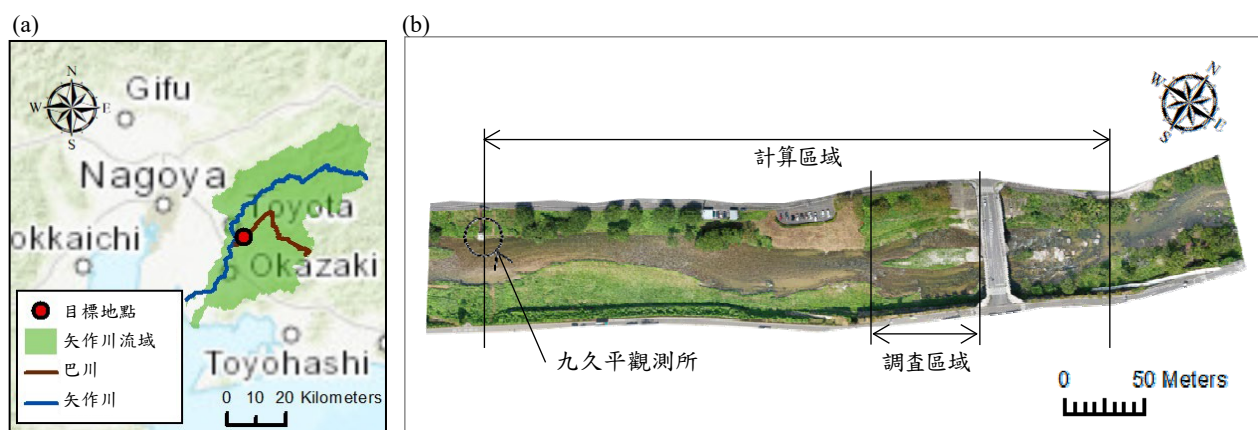 (a)
N
W
E
S
Gifu
Nagoya
Toyota
okkaichi
Okazaki
Toyohashi
目標地點
矢作川流域
巴川
矢作川
0 10 20 Kilometers
(b)
N
W
E
S
計算區域
調查區域
九久平觀測所
0 50 Meters